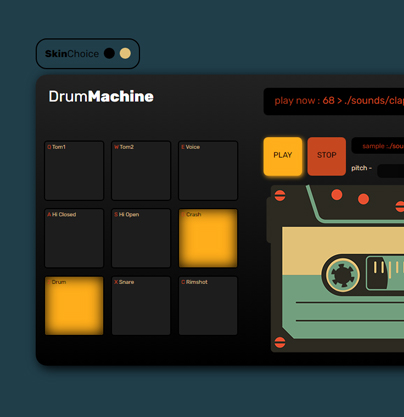 SkinChoice
DrumMachine
play now : 68 > ./sounds/cla
PLAY
STOP
sample : ./sou
pitch -
Q Tom1
W Tom2
E Voice
A Hi Closed
S Hi Open
Crash
Drum
X Snare
C Rimshot